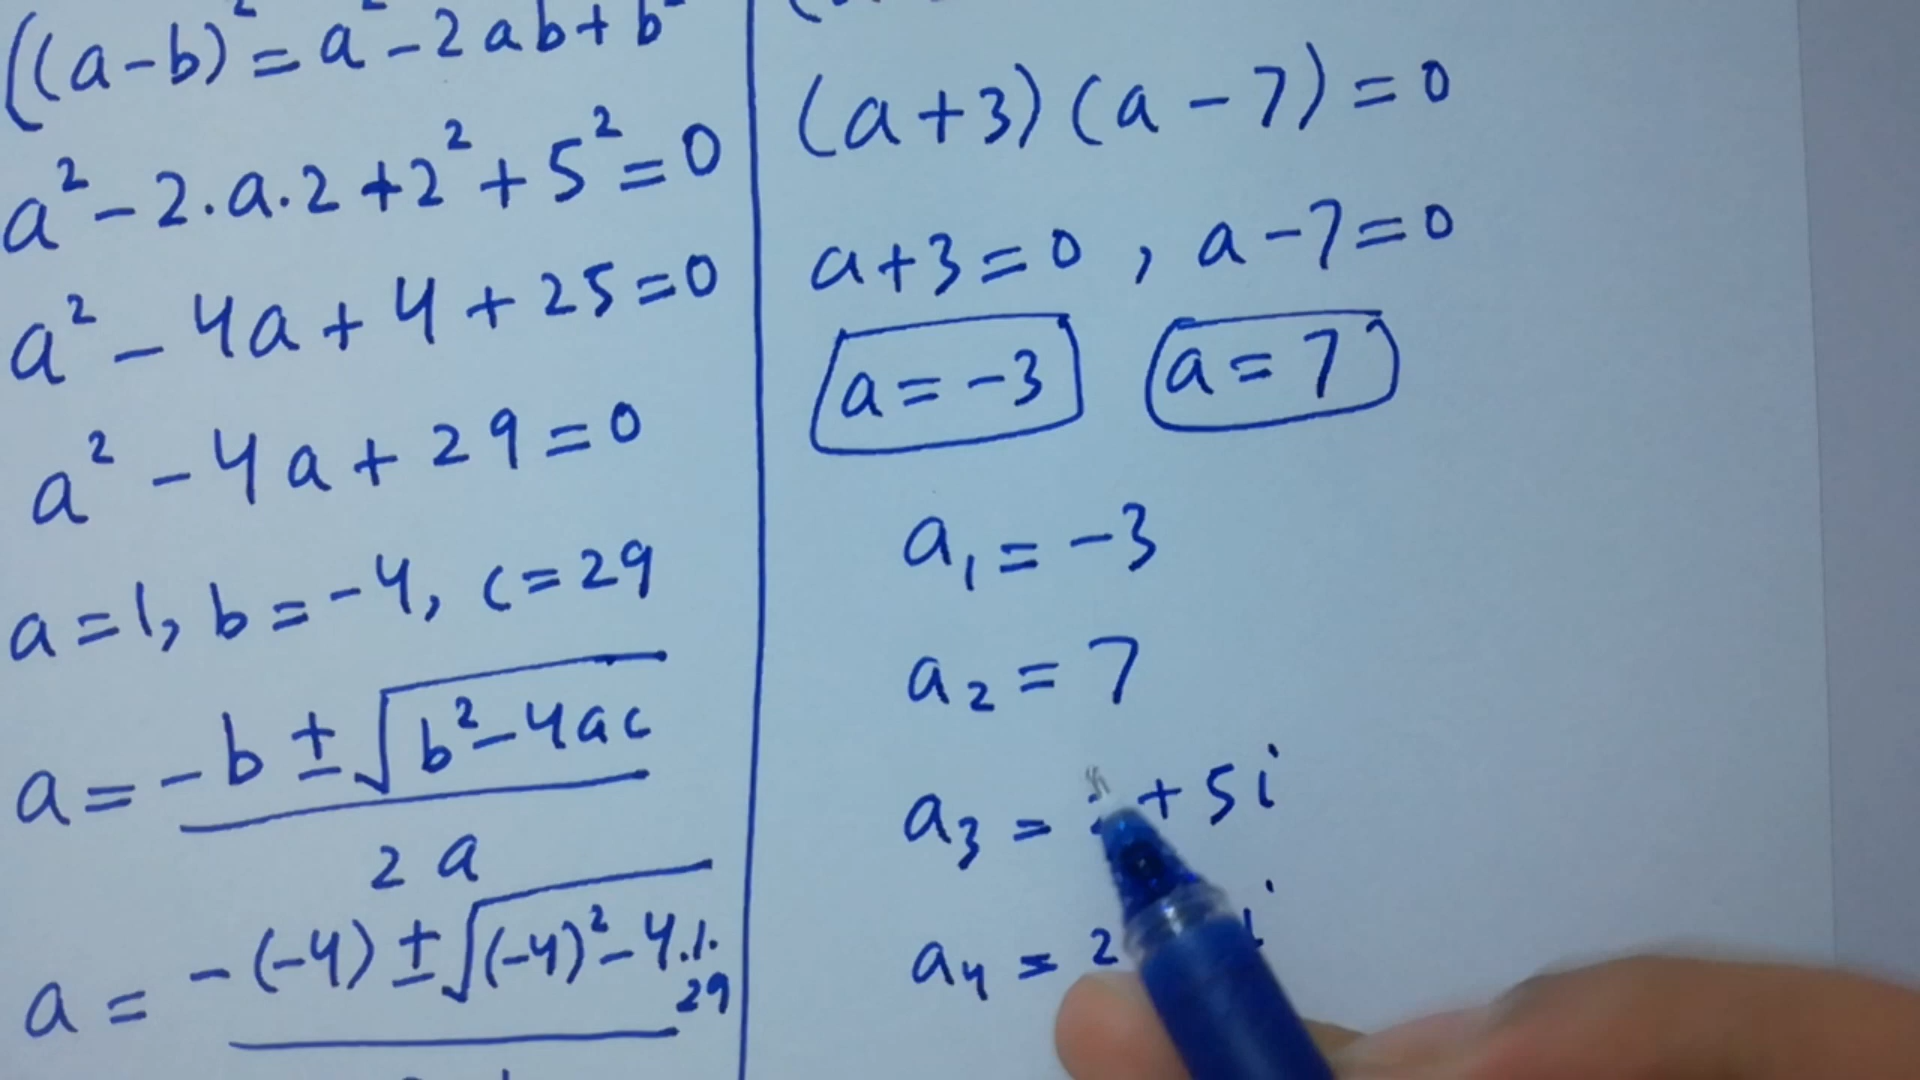 ((a-b)²=a²-2ab+b²
a²-2.a.2+2²+5²=0
a²-4a+4+25=0
a²-4a+29=0
a=1, b=-4, c=29
a=-b±√b²-4ac
2a
a=-(-4)±√(-4)²-4.1.
29
(a+3)(a-7)=0
a+3=0, a-7=0
a=-3 a=7
a₁=-3
a₂=7
a₃= +5i
a₄=2 i